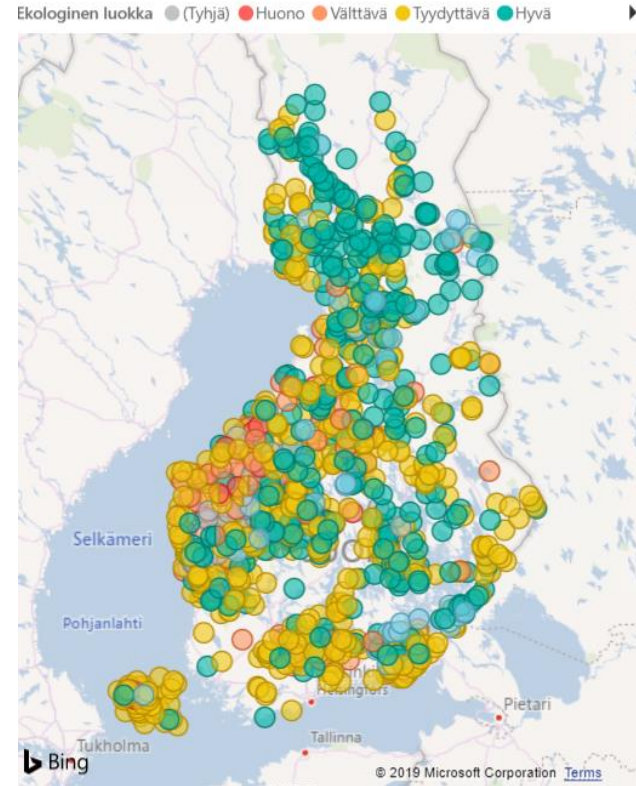 Ekologinen luokka (Tyhjä) Huono Välttävä Tyydyttävä Hyvä
Selkämeri
Pohjanlahti
Helsingfors
Pietari
Tallinna
Tukholma
Bing
© 2019 Microsoft Corporation Terms